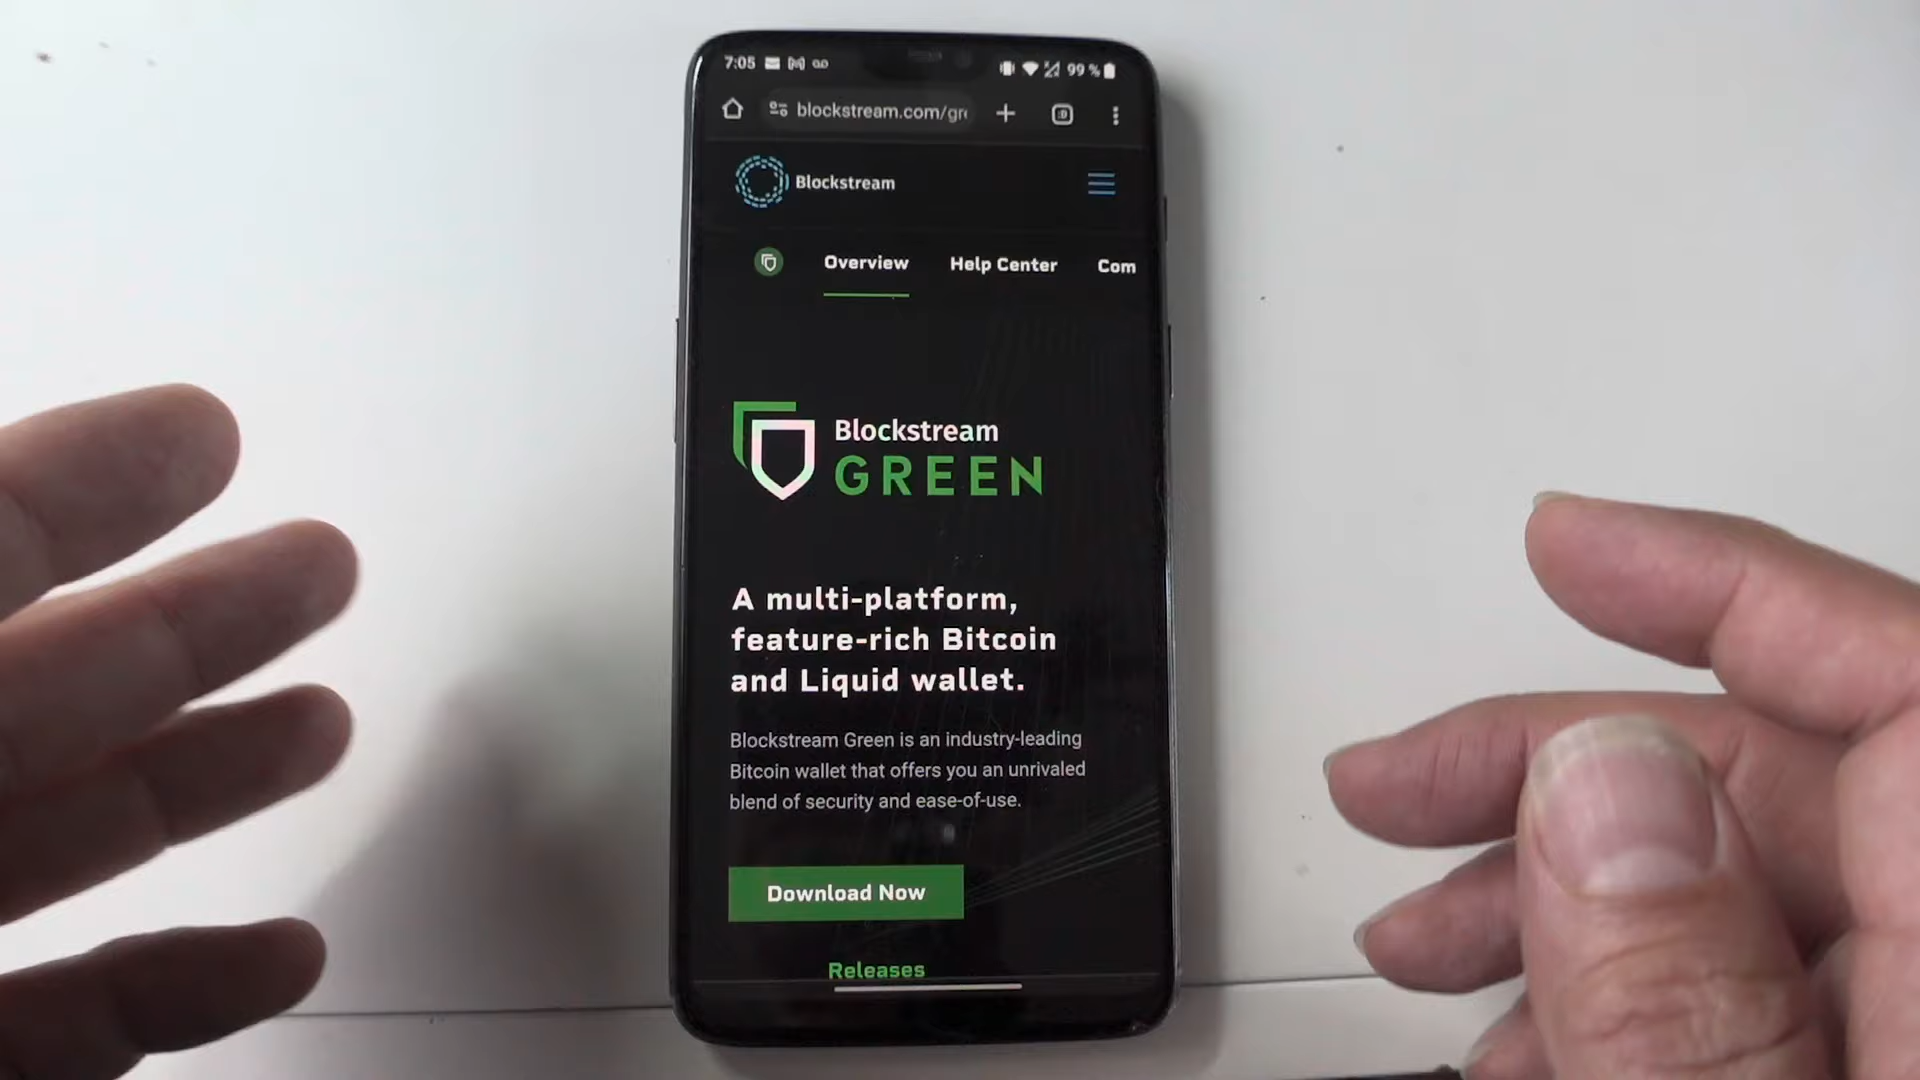 7:05
99 %
blockstream.com/gre
Blockstream
Overview Help Center Com
Blockstream
GREEN
A multi-platform,
feature-rich Bitcoin
and Liquid wallet.
Blockstream Green is an industry-leading
Bitcoin wallet that offers you an unrivaled
blend of security and ease-of-use.
Download Now
Releases